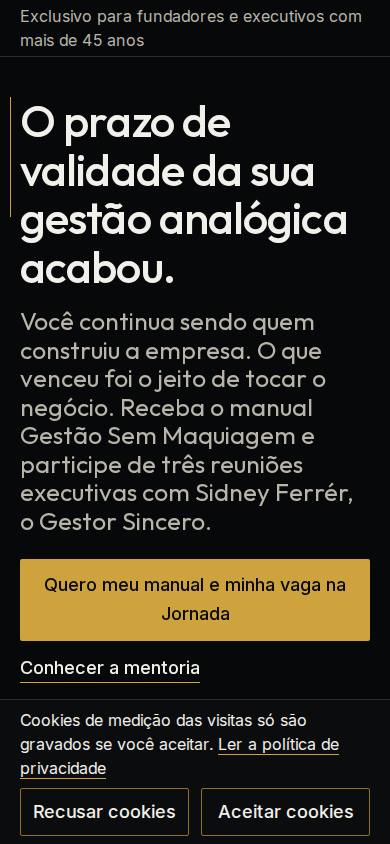 Exclusivo para fundadores e executivos com
mais de 45 anos
O prazo de
validade da sua
gestão analógica
acabou.
Você continua sendo quem
construiu a empresa. O que
venceu foi o jeito de tocar o
negócio. Receba o manual
Gestão Sem Maquiagem e
participe de três reuniões
executivas com Sidney Ferrér,
o Gestor Sincero.
Quero meu manual e minha vaga na
Jornada
Conhecer a mentoria
Cookies de medição das visitas só são
gravados se você aceitar. Ler a política de
privacidade
Recusar cookies
Aceitar cookies